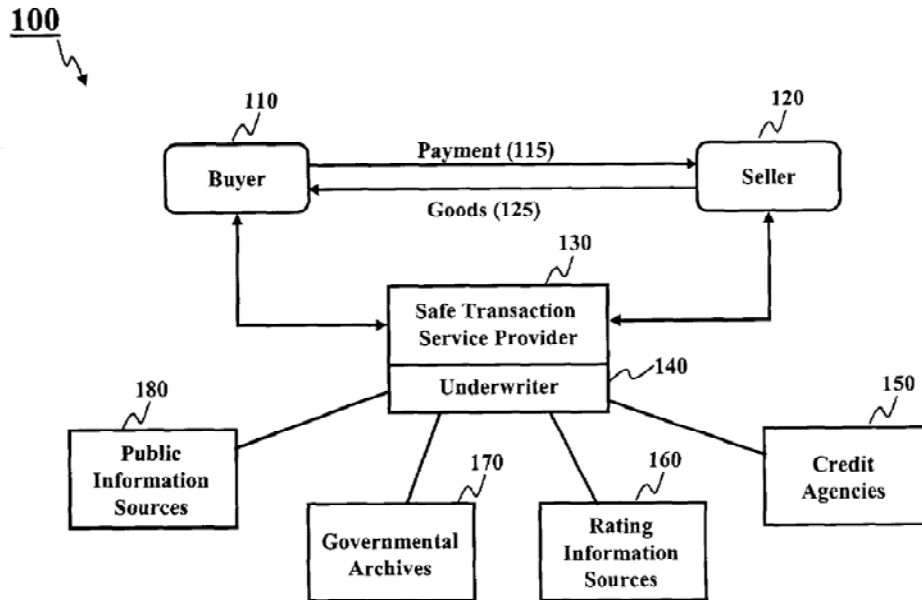 100
110
120
Buyer
Payment (115)
Seller
Goods (125)
130
Safe Transaction
Service Provider
140
Underwriter
180
Public
Information
Sources
170
Governmental
Archives
160
Rating
Information
Sources
150
Credit
Agencies